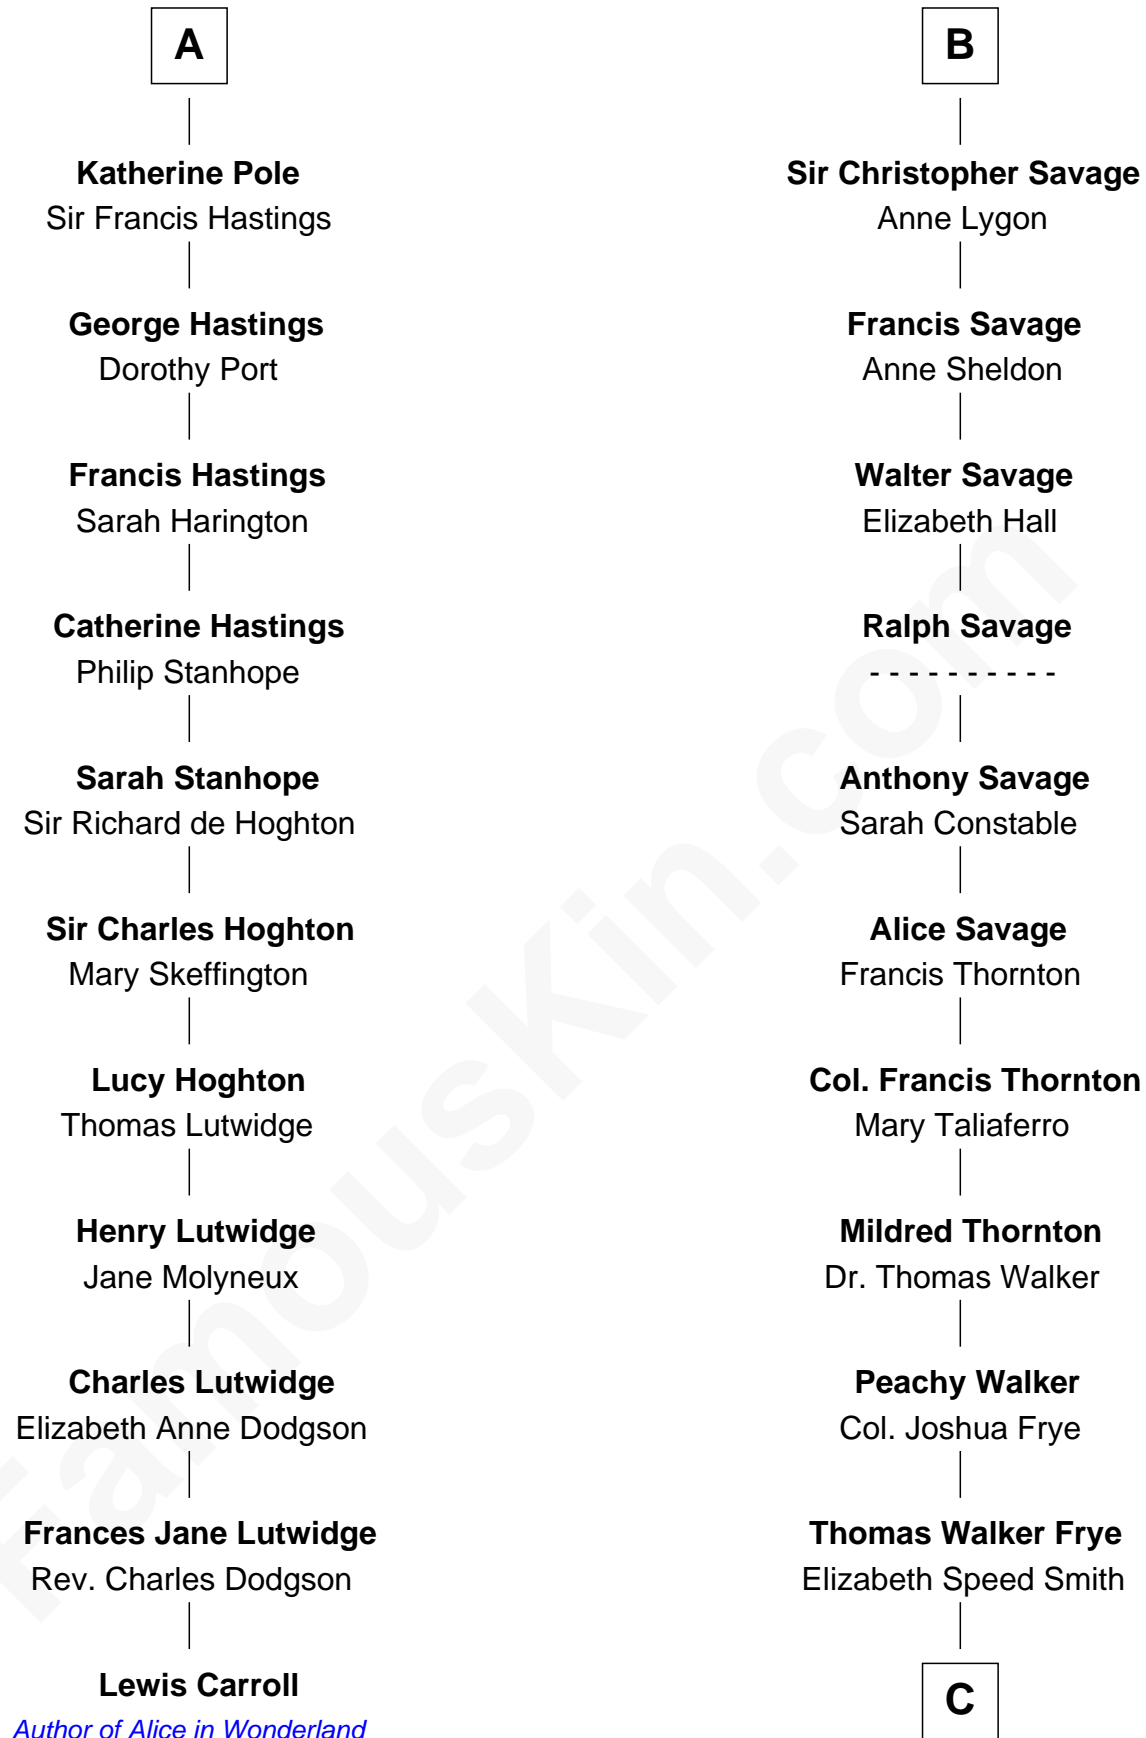 A
Katherine Pole
Sir Francis Hastings
George Hastings
Dorothy Port
Francis Hastings
Sarah Harington
Catherine Hastings
Philip Stanhope
Sarah Stanhope
Sir Richard de Hoghton
Sir Charles Hoghton
Mary Skeffington
Lucy Hoghton
Thomas Lutwidge
Henry Lutwidge
Jane Molyneux
Charles Lutwidge
Elizabeth Anne Dodgson
Frances Jane Lutwidge
Rev. Charles Dodgson
Lewis Carroll
Author of Alice in Wonderland
B
Sir Christopher Savage
Anne Lygon
Francis Savage
Anne Sheldon
Walter Savage
Elizabeth Hall
Ralph Savage
- - - - - - - - - -
Anthony Savage
Sarah Constable
Alice Savage
Francis Thornton
Col. Francis Thornton
Mary Taliaferro
Mildred Thornton
Dr. Thomas Walker
Peachy Walker
Col. Joshua Frye
Thomas Walker Frye
Elizabeth Speed Smith
C
FamousKin.com